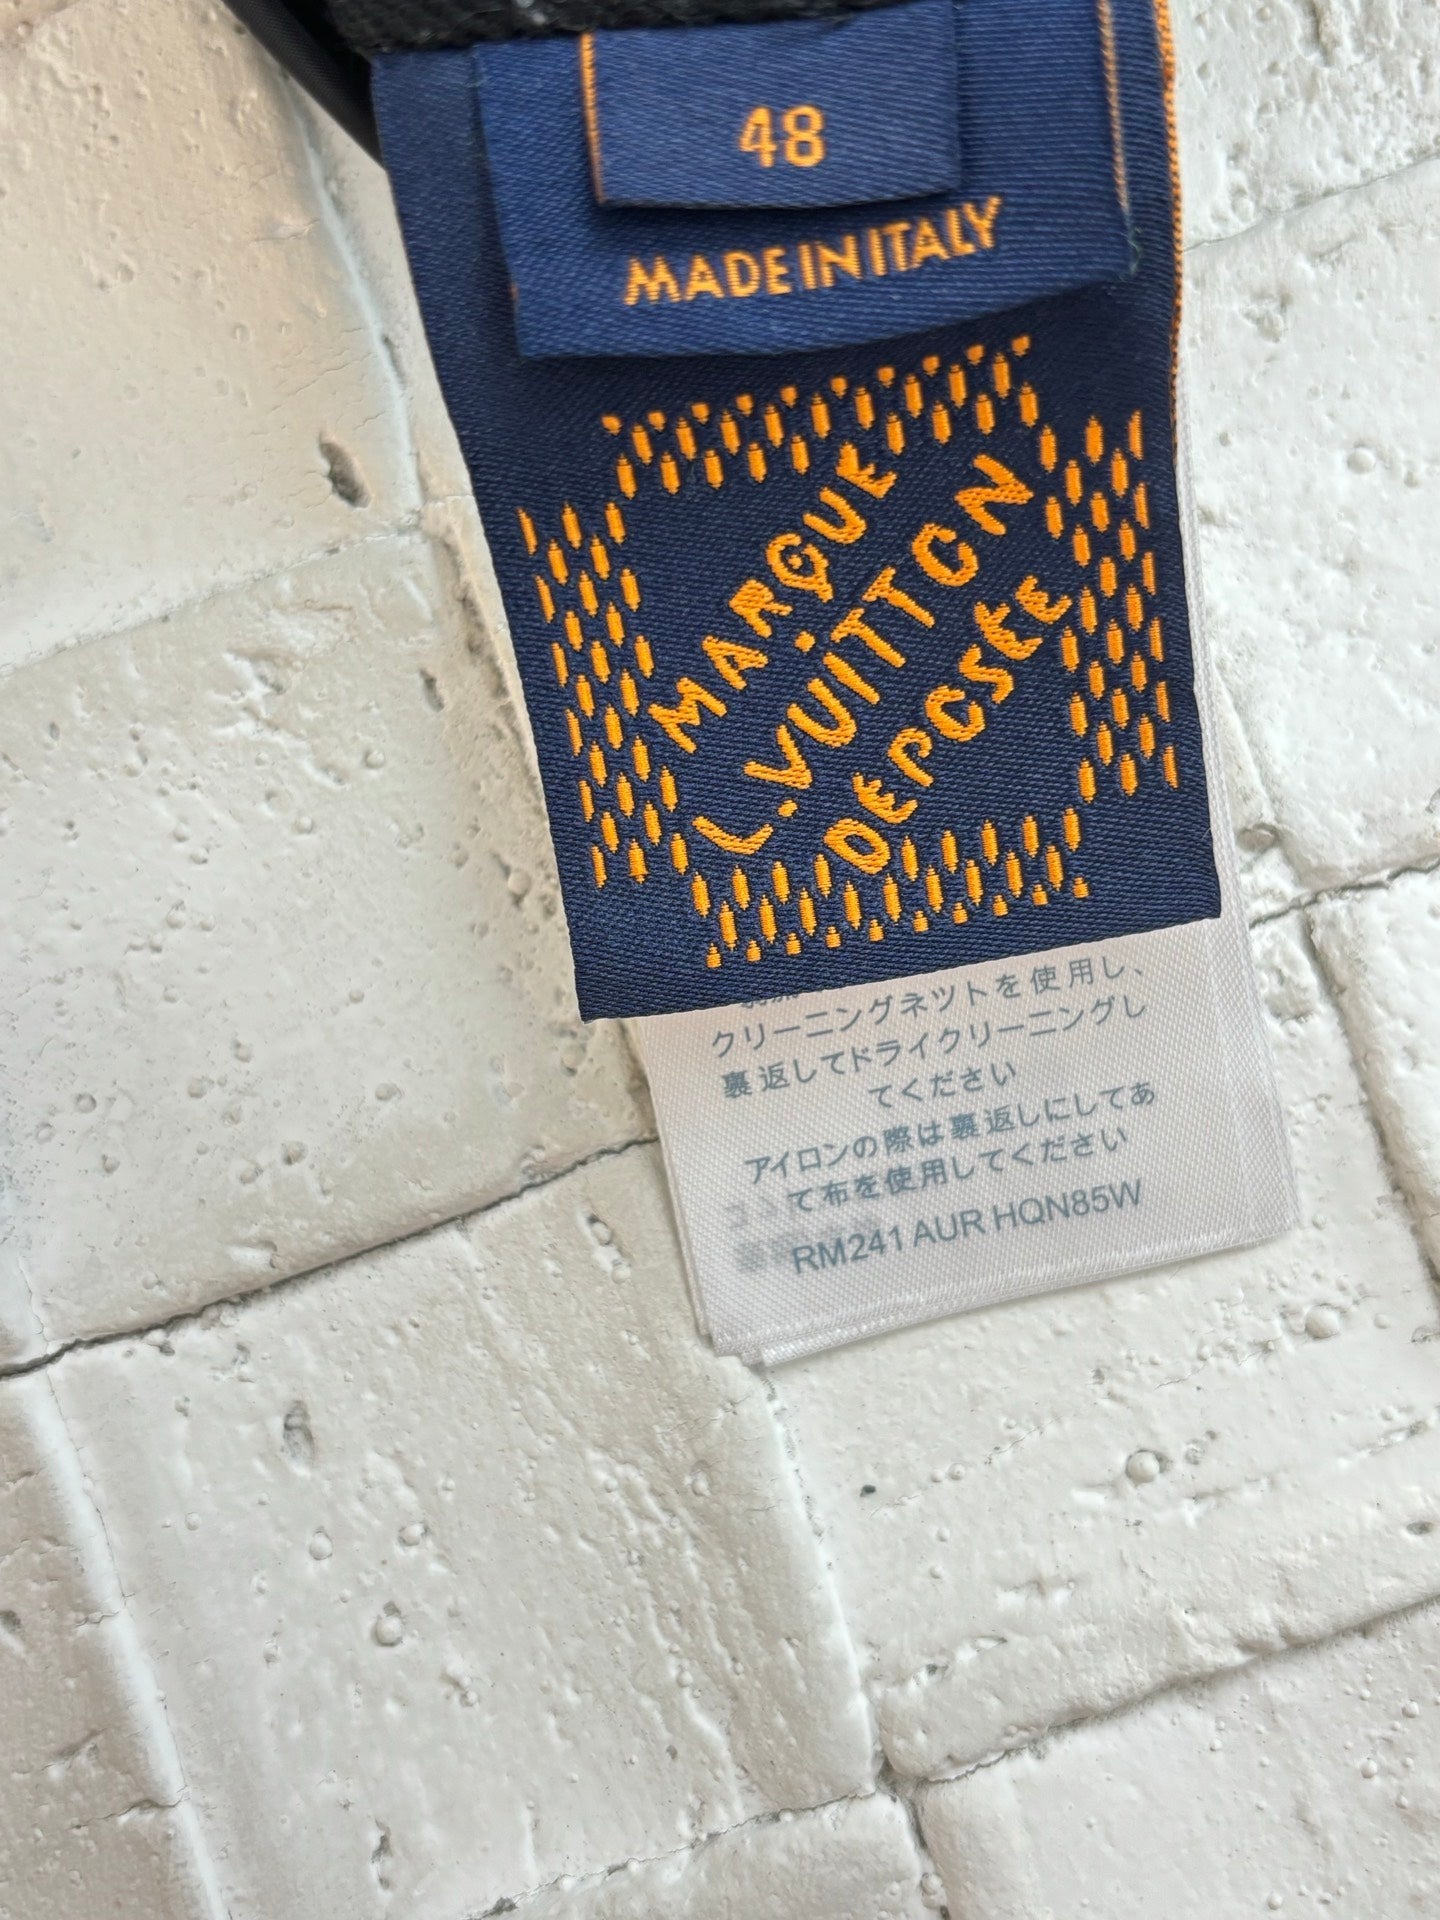 48
MADE IN ITALY
MARQUE
L.VUITTON
DÉPOSÉE
クリーニングネツトを使用し、
裏返してドライクリーニングし
てください
アイロンの際は裏返しにしてあ
て布を使用してください
RM241 AUR HQN85W